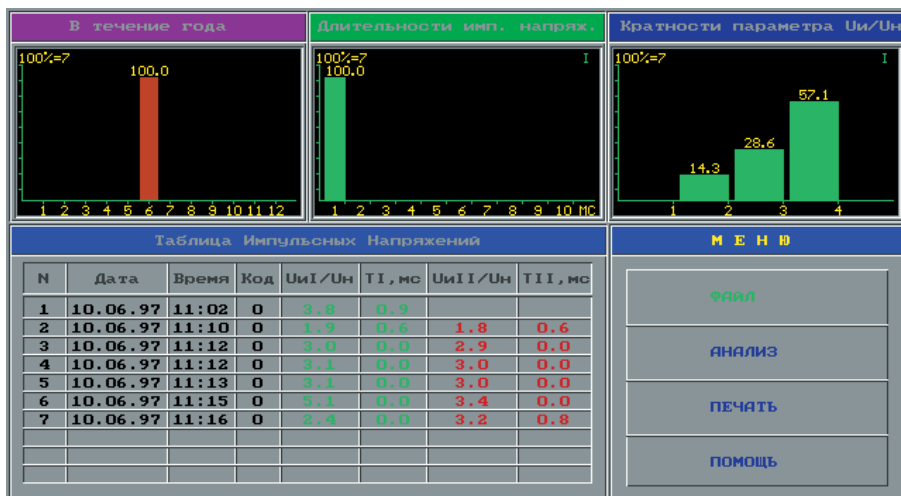 В течение года
Длительности имп. напряж.
Кратности параметра Uи/Uн
100%=7
100.0
1 2 3 4 5 6 7 8 9 10 11 12
100%=7 I
100.0
1 2 3 4 5 6 7 8 9 10 МС
100%=7 I
14.3 28.6 57.1
1 2 3 4
Таблица Импульсных Напряжений
N Дата Время Код UиI/Uн TI,мс UиII/Uн TII,мс
1 10.06.97 11:02 0 3.8 0.9
2 10.06.97 11:10 0 1.9 0.6 1.8 0.6
3 10.06.97 11:12 0 3.0 0.0 2.9 0.0
4 10.06.97 11:12 0 3.1 0.0 3.0 0.0
5 10.06.97 11:13 0 3.1 0.0 3.0 0.0
6 10.06.97 11:15 0 5.1 0.0 3.4 0.0
7 10.06.97 11:16 0 2.4 0.0 3.2 0.8
М Е Н Ю
ФАЙЛ
АНАЛИЗ
ПЕЧАТЬ
ПОМОЩЬ